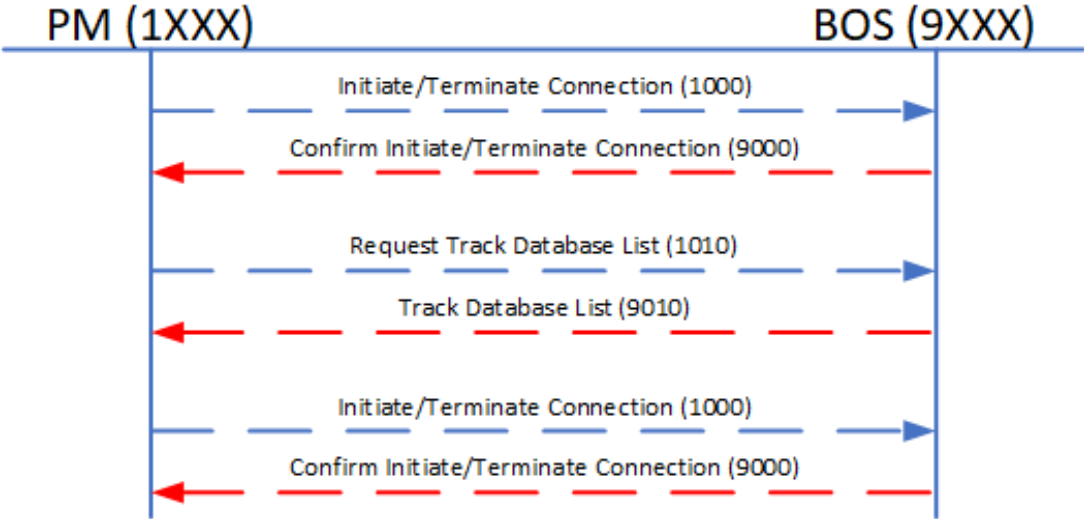 PM (1XXX)
BOS (9XXX)
Initiate/Terminate Connection (1000)
Confirm Initiate/Terminate Connection (9000)
Request Track Database List (1010)
Track Database List (9010)
Initiate/Terminate Connection (1000)
Confirm Initiate/Terminate Connection (9000)